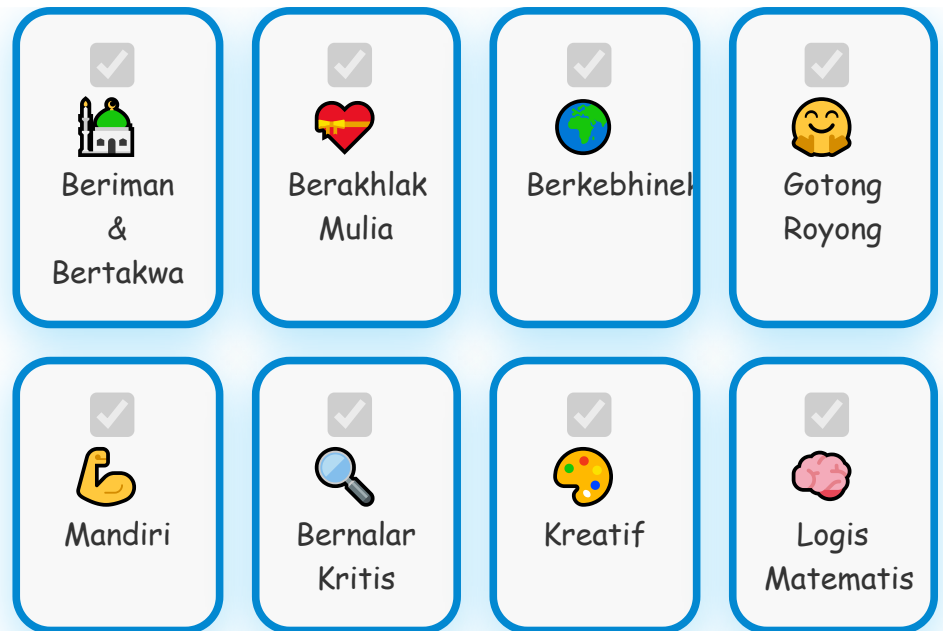 Beriman
&
Bertakwa
Berakhlak
Mulia
Berkebhinek
Gotong
Royong
Mandiri
Bernalar
Kritis
Kreatif
Logis
Matematis